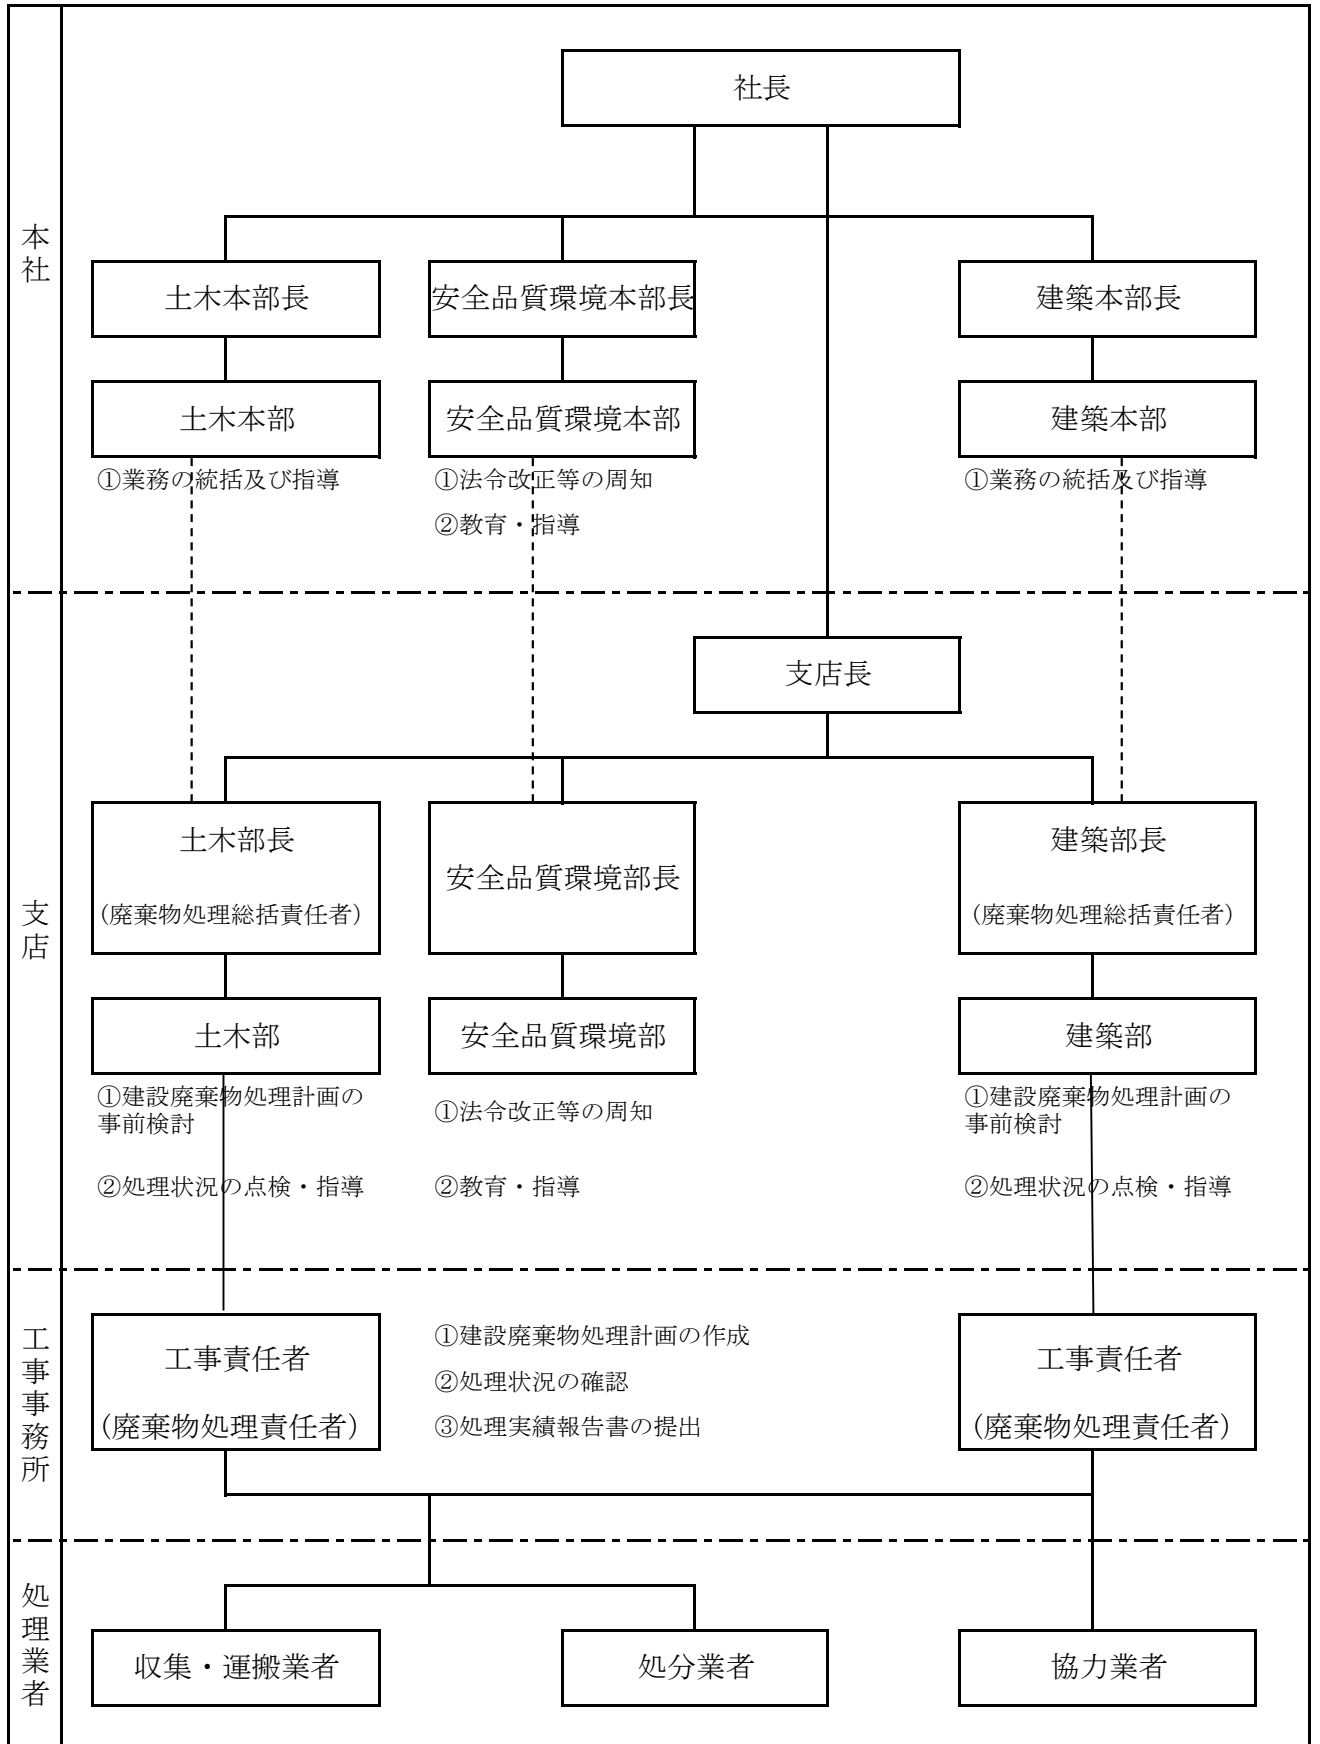 本社
社長
土木本部長
安全品質環境本部長
建築本部長
土木本部
安全品質環境本部
建築本部
①業務の統括及び指導
①法令改正等の周知
②教育・指導
①業務の統括及び指導
支店
支店長
土木部長
(廃棄物処理総括責任者)
安全品質環境部長
建築部長
(廃棄物処理総括責任者)
土木部
安全品質環境部
建築部
①建設廃棄物処理計画の
事前検討
②処理状況の点検・指導
①法令改正等の周知
②教育・指導
①建設廃棄物処理計画の
事前検討
②処理状況の点検・指導
工事事務所
工事責任者
(廃棄物処理責任者)
①建設廃棄物処理計画の作成
②処理状況の確認
③処理実績報告書の提出
工事責任者
(廃棄物処理責任者)
処理業者
収集・運搬業者
処分業者
協力業者